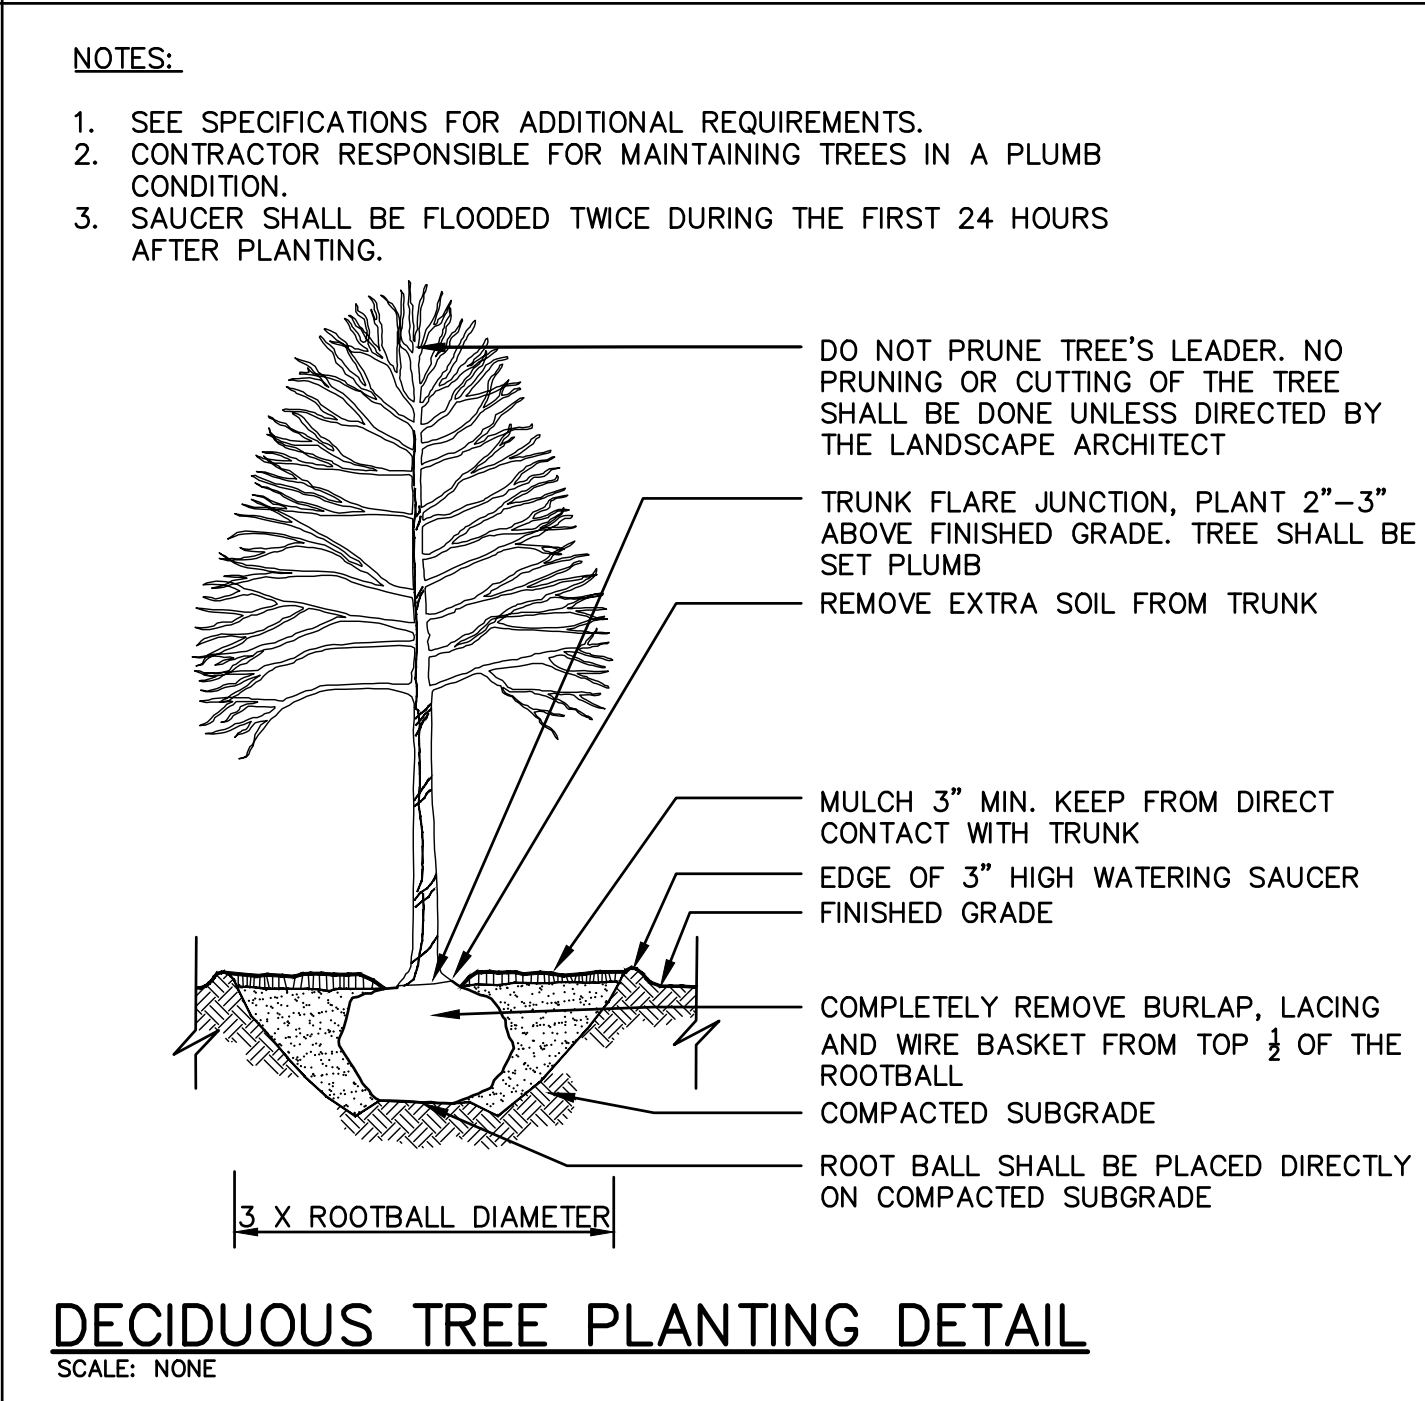 NOTES:
1. SEE SPECIFICATIONS FOR ADDITIONAL REQUIREMENTS.
2. CONTRACTOR RESPONSIBLE FOR MAINTAINING TREES IN A PLUMB
CONDITION.
3. SAUCER SHALL BE FLOODED TWICE DURING THE FIRST 24 HOURS
AFTER PLANTING.
DO NOT PRUNE TREE'S LEADER. NO
PRUNING OR CUTTING OF THE TREE
SHALL BE DONE UNLESS DIRECTED BY
THE LANDSCAPE ARCHITECT
TRUNK FLARE JUNCTION, PLANT 2"-3"
ABOVE FINISHED GRADE. TREE SHALL BE
SET PLUMB
REMOVE EXTRA SOIL FROM TRUNK
MULCH 3" MIN. KEEP FROM DIRECT
CONTACT WITH TRUNK
EDGE OF 3" HIGH WATERING SAUCER
FINISHED GRADE
COMPLETELY REMOVE BURLAP, LACING
AND WIRE BASKET FROM TOP ½ OF THE
ROOTBALL
COMPACTED SUBGRADE
ROOT BALL SHALL BE PLACED DIRECTLY
ON COMPACTED SUBGRADE
3 X ROOTBALL DIAMETER
DECIDUOUS TREE PLANTING DETAIL
SCALE: NONE